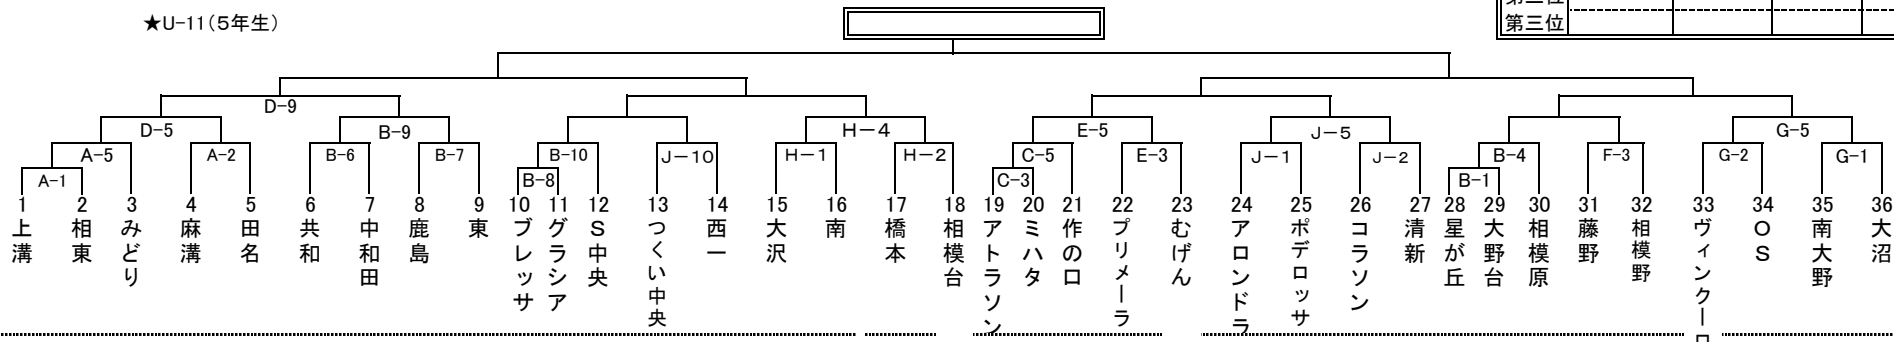 ★U-11（5年生）
第三位
D-9
D-5
B-9
H-4
E-5
J-5
G-5
A-5
A-2
B-6
B-7
B-10
J-10
H-1
H-2
C-5
E-3
J-1
J-2
B-4
F-3
G-2
G-1
A-1
B-8
C-3
B-1
1 上溝
2 相東
3 みどり
4 麻溝
5 田名
6 共和
7 中和田
8 鹿島
9 東
10 ブレッサ
11 グラシア
12 S中央
13 つくい中央
14 西一
15 大沢
16 南
17 橋本
18 相模台
19 アトラソン
20 ミハタ
21 作の口
22 プリメーラ
23 むげん
24 アロンドラ
25 ポデロッサ
26 コラソン
27 清新
28 星が丘
29 大野台
30 相模原
31 藤野
32 相模野
33 ヴィンクーロ
34 OS
35 南大野
36 大沼